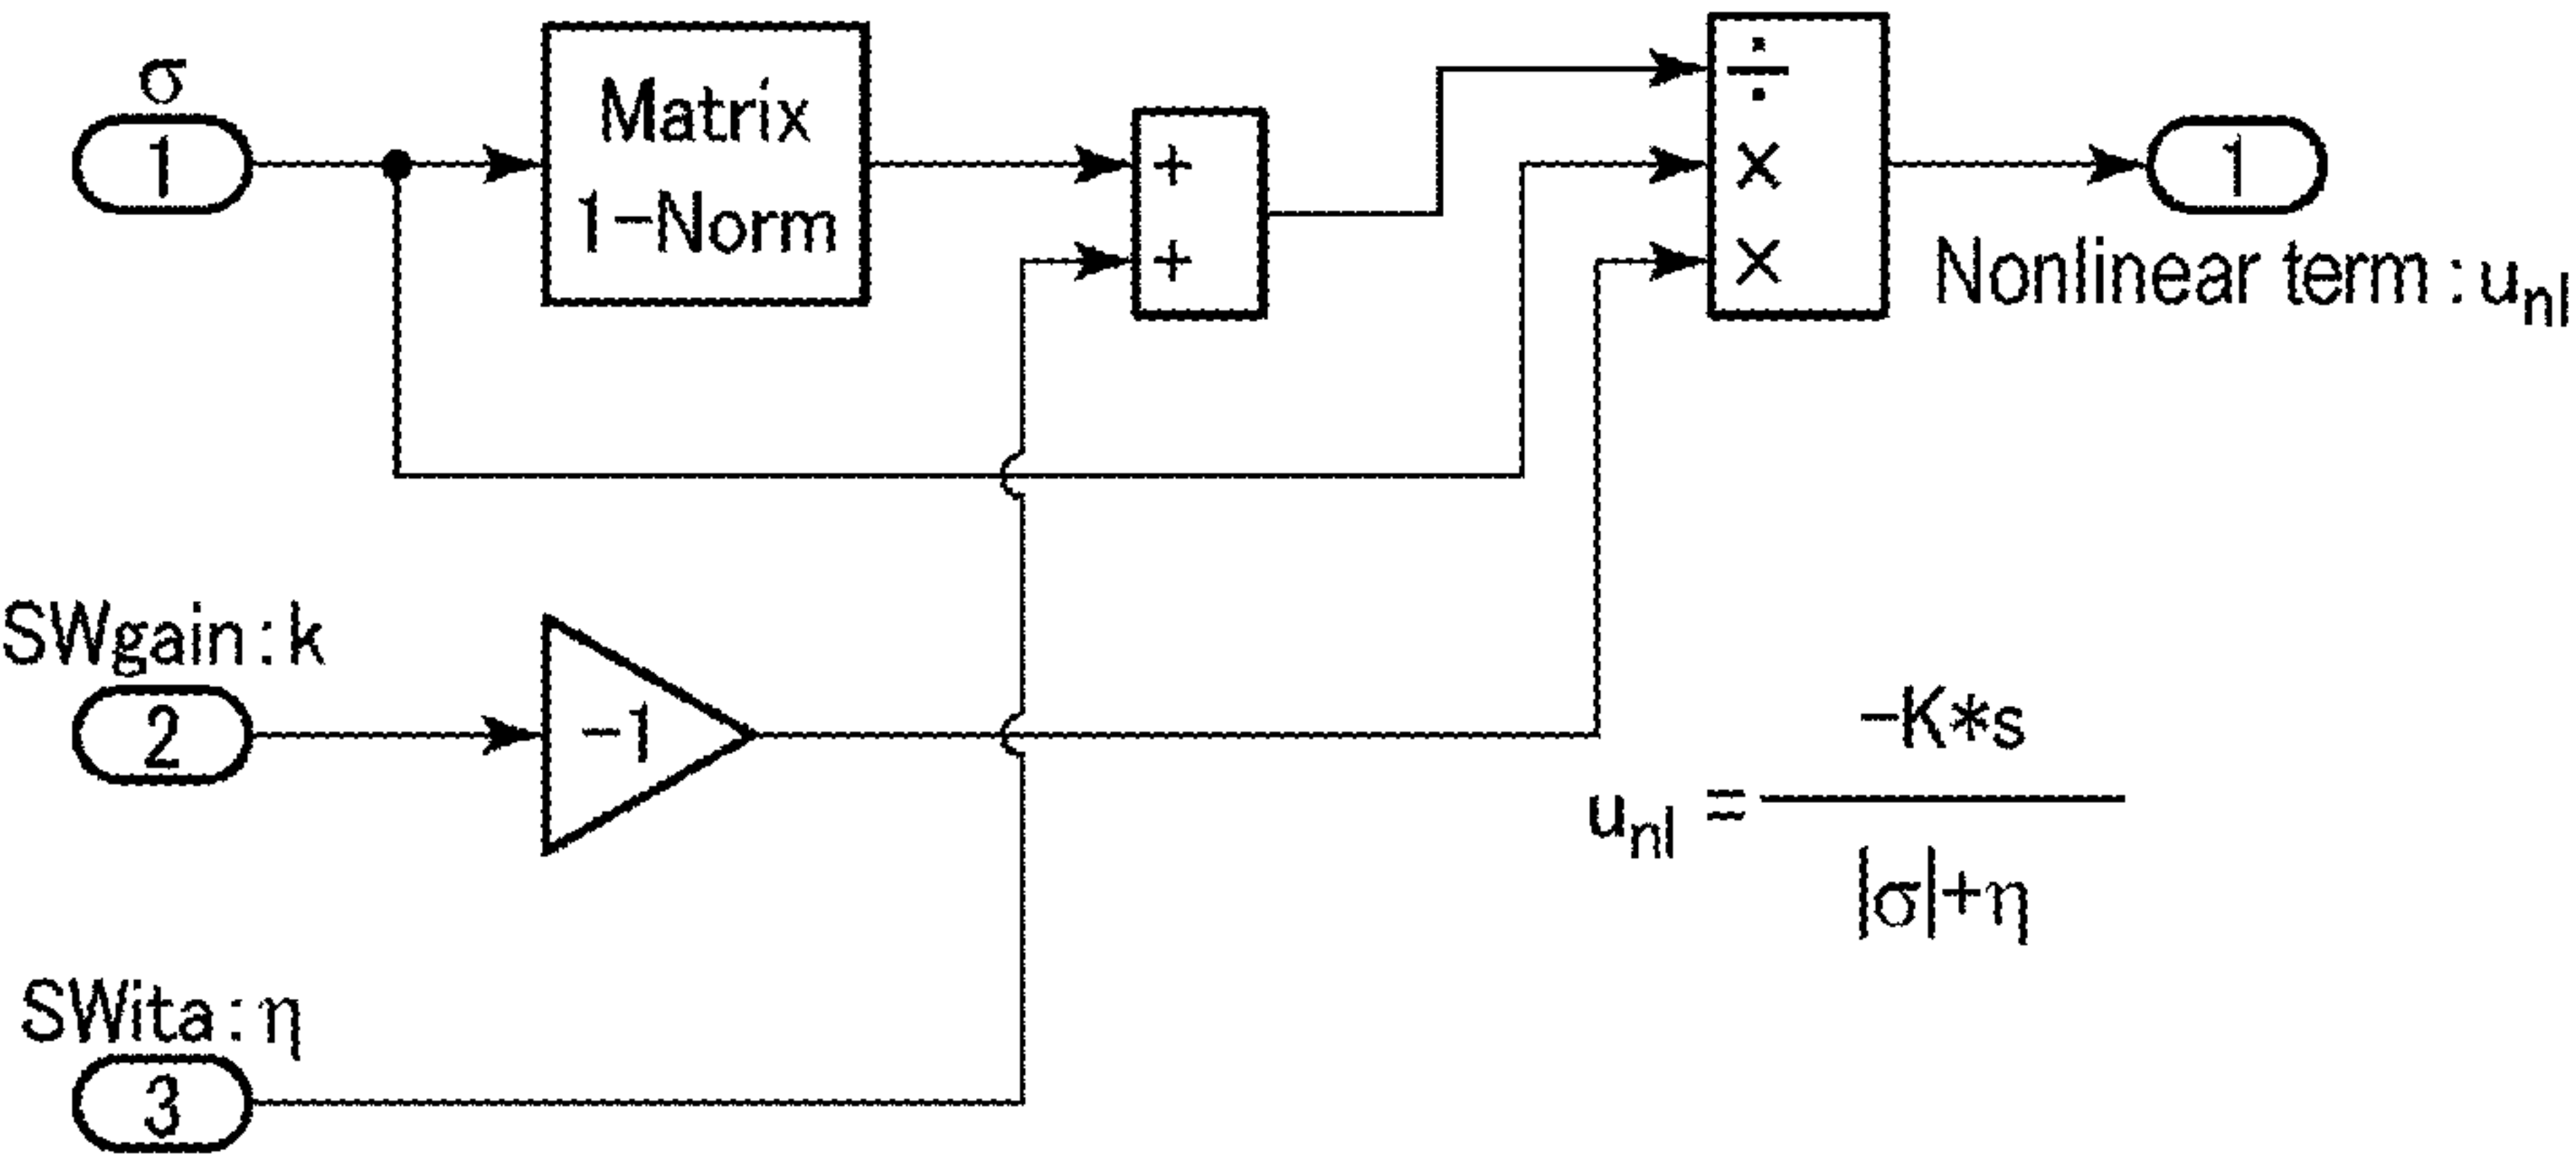 σ
1
Matrix
1-Norm
+
+
÷
×
×
1
Nonlinear term : u_nl
SWgain : k
2
-1
SWita : η
3
u_nl = -K*s
|σ|+η